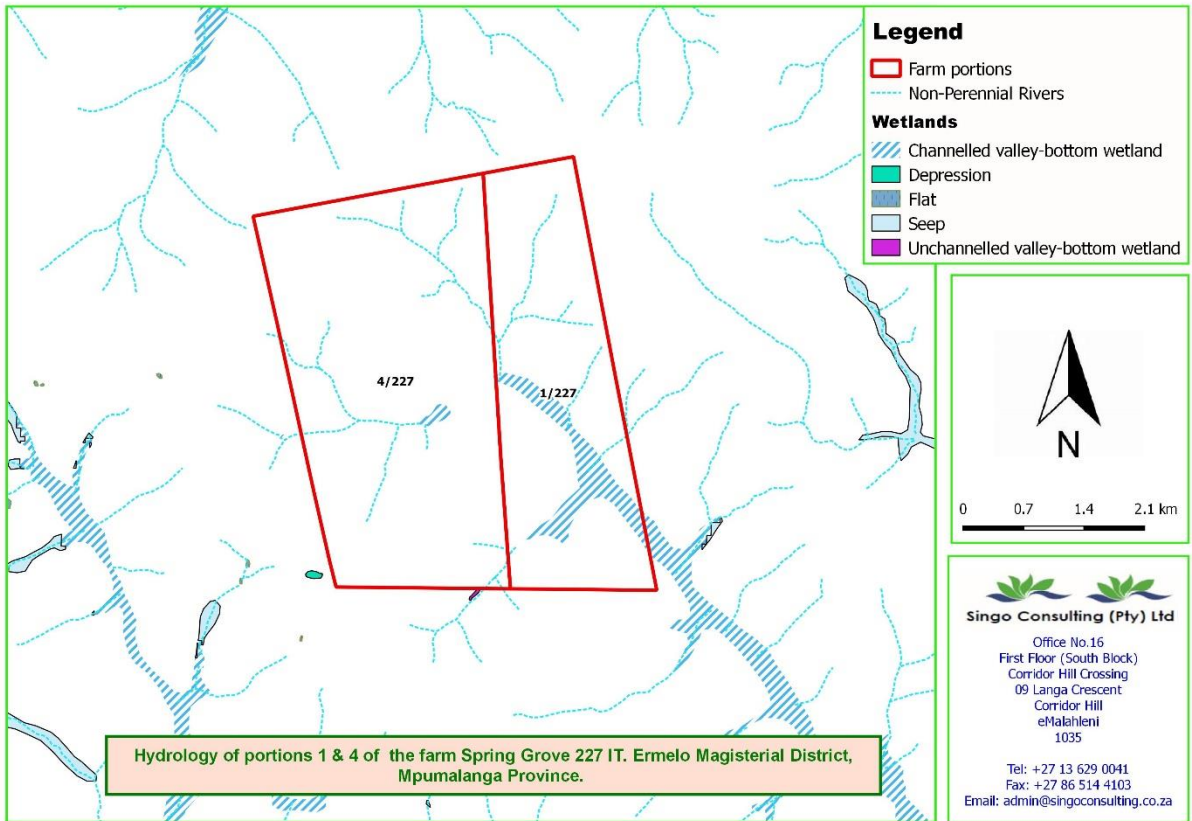 Legend
Farm portions
Non-Perennial Rivers
Wetlands
Channelled valley-bottom wetland
Depression
Flat
Seep
Unchannelled valley-bottom wetland
4/227
1/227
N
0 0.7 1.4 2.1 km
Singo Consulting (Pty) Ltd
Office No.16
First Floor (South Block)
Corridor Hill Crossing
09 Langa Crescent
Corridor Hill
eMalahleni
1035
Tel: +27 13 629 0041
Fax: +27 86 514 4103
Email: admin@singoconsulting.co.za
Hydrology of portions 1 & 4 of the farm Spring Grove 227 IT. Ermelo Magisterial District,
Mpumalanga Province.